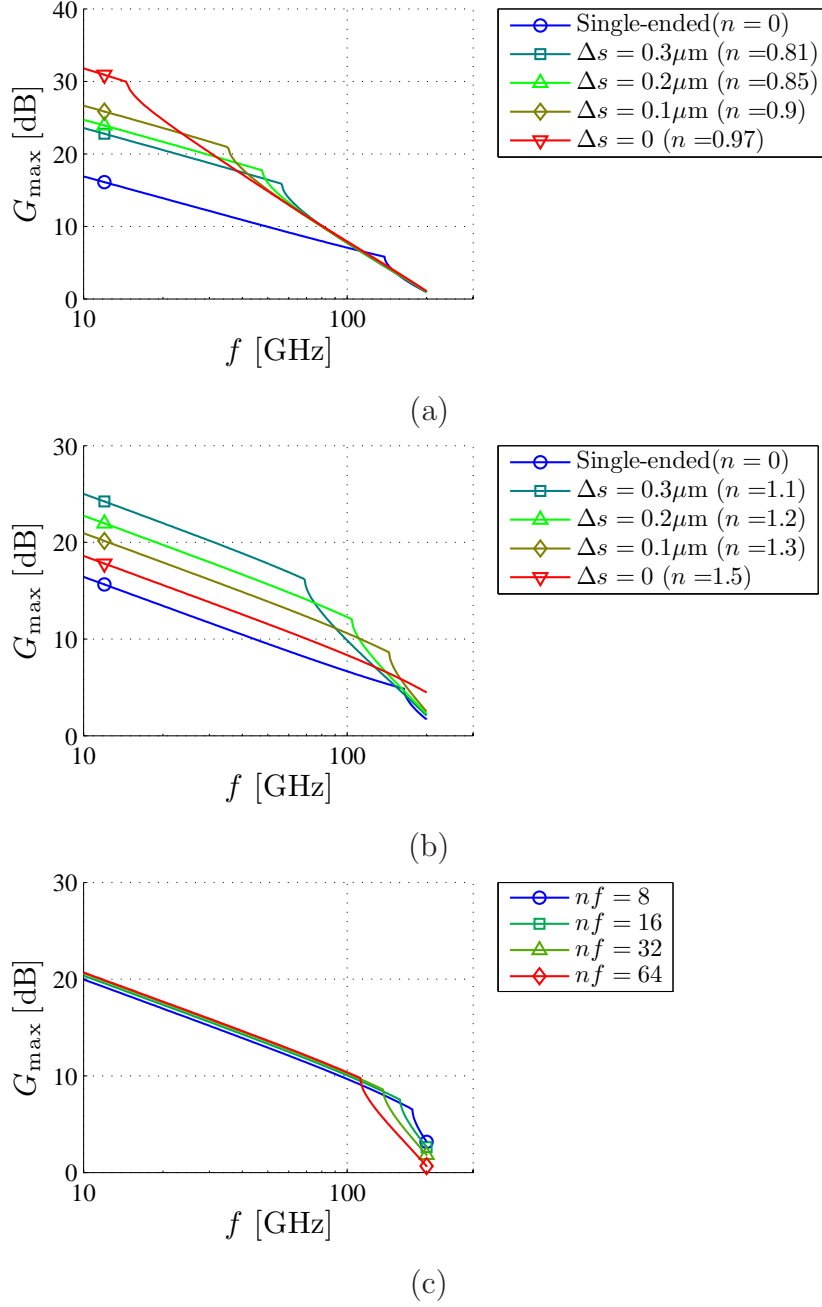 40
30
20
10
0
10
100
G_max [dB]
f [GHz]
Single-ended(n = 0)
Δs = 0.3μm (n =0.81)
Δs = 0.2μm (n =0.85)
Δs = 0.1μm (n =0.9)
Δs = 0 (n =0.97)
(a)
30
20
10
0
10
100
G_max [dB]
f [GHz]
Single-ended(n = 0)
Δs = 0.3μm (n =1.1)
Δs = 0.2μm (n =1.2)
Δs = 0.1μm (n =1.3)
Δs = 0 (n =1.5)
(b)
30
20
10
0
10
100
G_max [dB]
f [GHz]
nf = 8
nf = 16
nf = 32
nf = 64
(c)